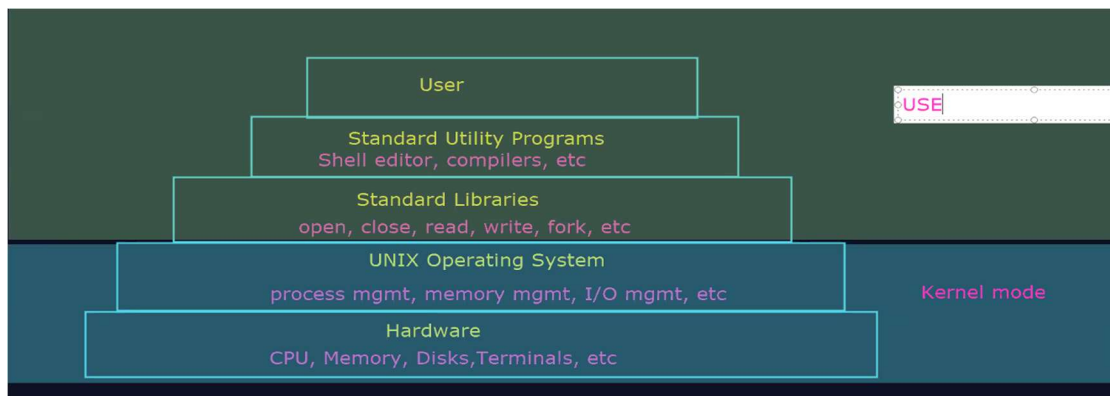 User
USE
Standard Utility Programs
Shell editor, compilers, etc
Standard Libraries
open, close, read, write, fork, etc
UNIX Operating System
process mgmt, memory mgmt, I/O mgmt, etc
Kernel mode
Hardware
CPU, Memory, Disks,Terminals, etc